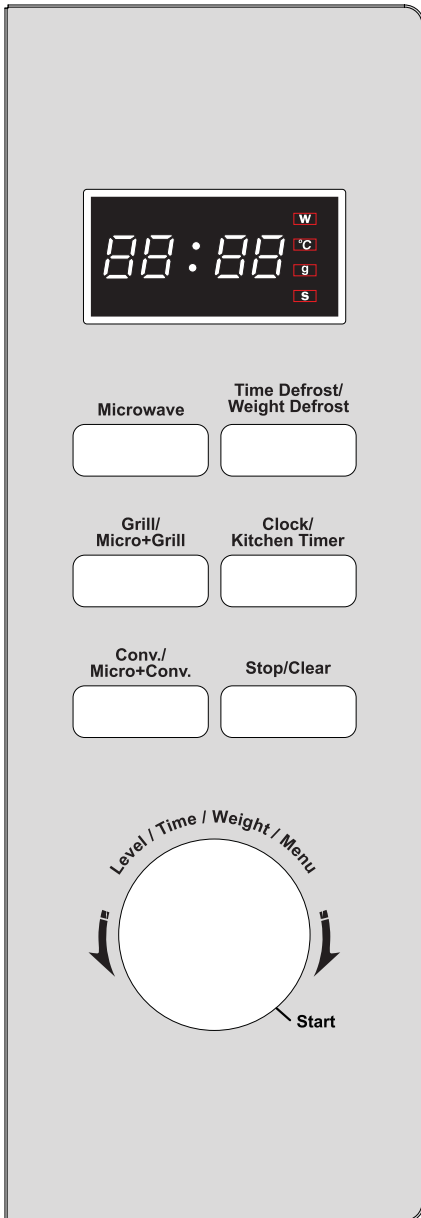 88:88
W
°C
g
S
Microwave
Time Defrost/
Weight Defrost
Grill/
Micro+Grill
Clock/
Kitchen Timer
Conv./
Micro+Conv.
Stop/Clear
Level / Time / Weight / Menu
Start